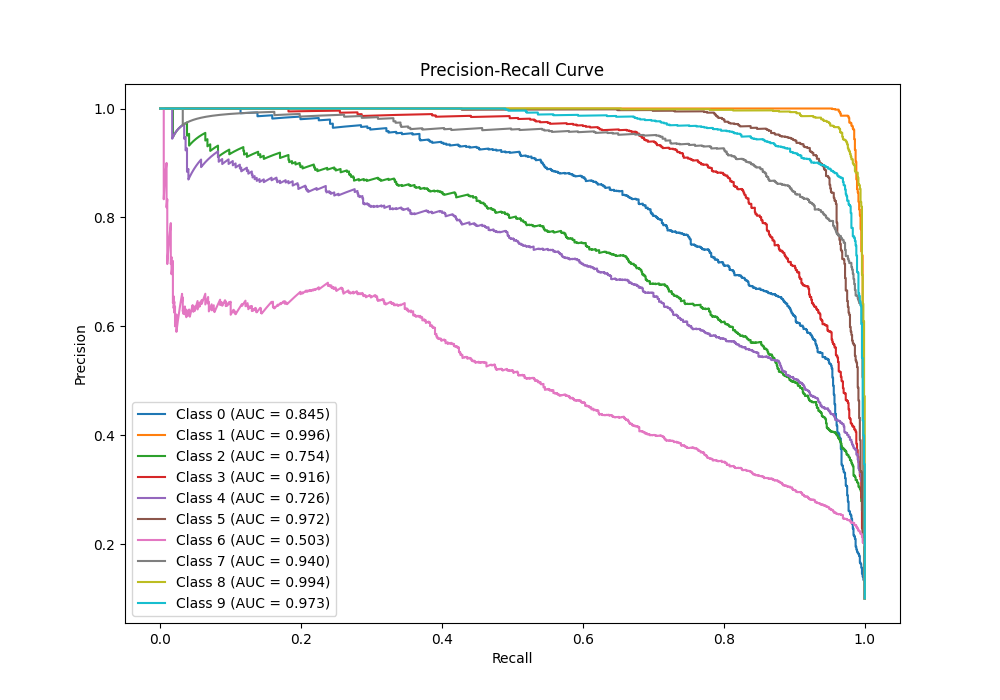 Precision-Recall Curve
1.0
0.8
0.6
0.4
0.2
Precision
Class 0 (AUC = 0.845)
Class 1 (AUC = 0.996)
Class 2 (AUC = 0.754)
Class 3 (AUC = 0.916)
Class 4 (AUC = 0.726)
Class 5 (AUC = 0.972)
Class 6 (AUC = 0.503)
Class 7 (AUC = 0.940)
Class 8 (AUC = 0.994)
Class 9 (AUC = 0.973)
0.0 0.2 0.4 0.6 0.8 1.0
Recall